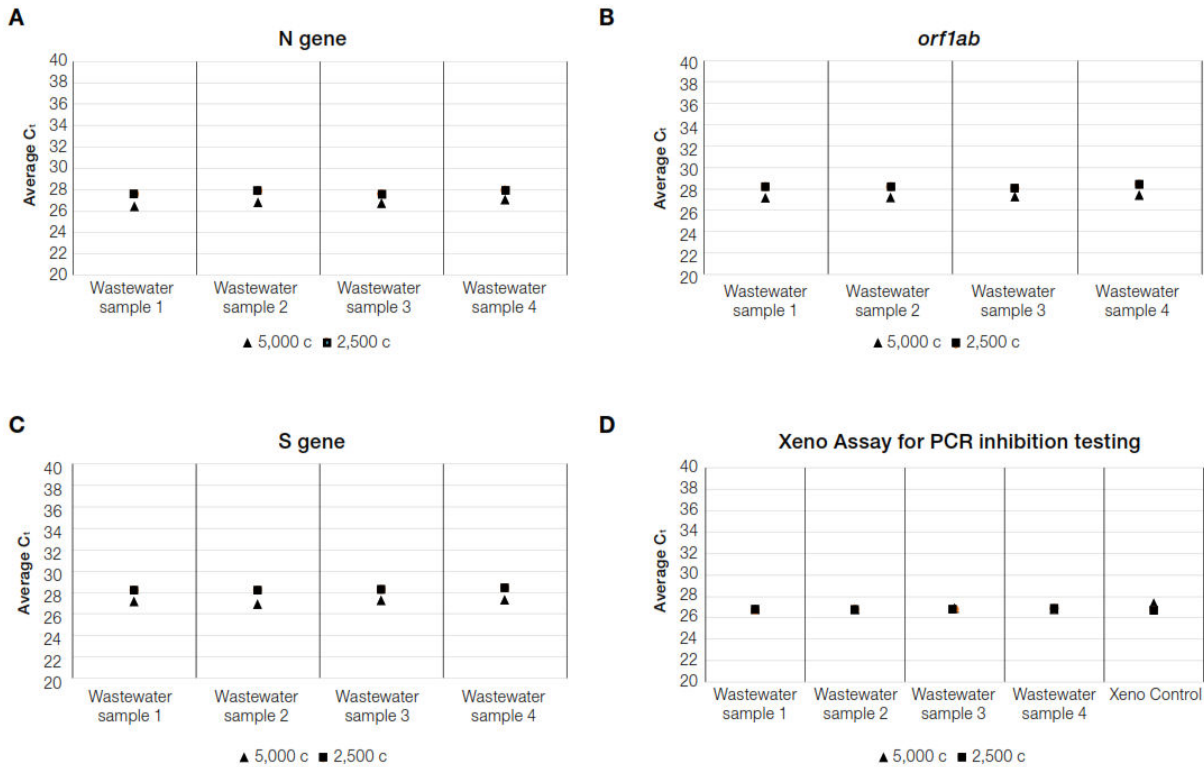 A
N gene
Average Cₜ
40
38
36
34
32
30
28
26
24
22
20
Wastewater sample 1
Wastewater sample 2
Wastewater sample 3
Wastewater sample 4
▲ 5,000 c ■ 2,500 c
B
orf1ab
Average Cₜ
40
38
36
34
32
30
28
26
24
22
20
Wastewater sample 1
Wastewater sample 2
Wastewater sample 3
Wastewater sample 4
▲ 5,000 c ■ 2,500 c
C
S gene
Average Cₜ
40
38
36
34
32
30
28
26
24
22
20
Wastewater sample 1
Wastewater sample 2
Wastewater sample 3
Wastewater sample 4
▲ 5,000 c ■ 2,500 c
D
Xeno Assay for PCR inhibition testing
Average Cₜ
40
38
36
34
32
30
28
26
24
22
20
Wastewater sample 1
Wastewater sample 2
Wastewater sample 3
Wastewater sample 4
Xeno Control
▲ 5,000 c ■ 2,500 c